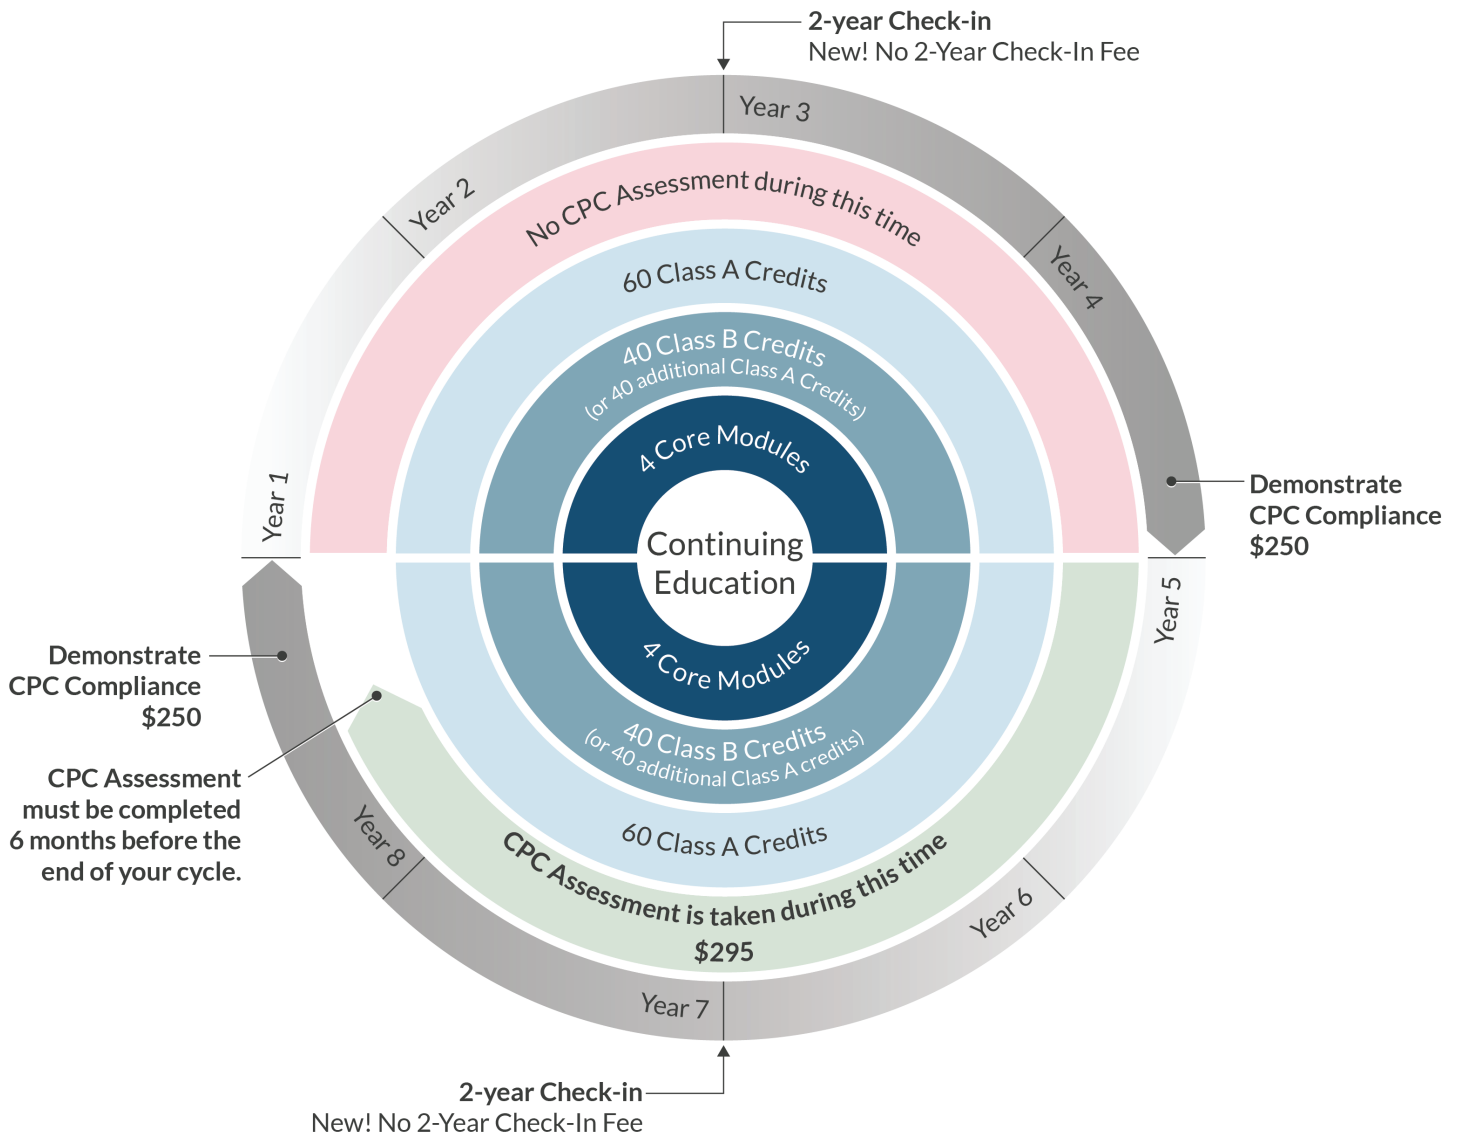 2-year Check-in
New! No 2-Year Check-In Fee
Year 3
Year 2
No CPC Assessment during this time
60 Class A Credits
Year 4
40 Class B Credits
(or 40 additional Class A Credits)
4 Core Modules
Year 1
Demonstrate
CPC Compliance
$250
Continuing
Education
Year 5
Demonstrate
CPC Compliance
$250
4 Core Modules
40 Class B Credits
(or 40 additional Class A credits)
CPC Assessment
must be completed
6 months before the
end of your cycle.
Year 8
60 Class A Credits
CPC Assessment is taken during this time
$295
Year 6
Year 7
2-year Check-in
New! No 2-Year Check-In Fee